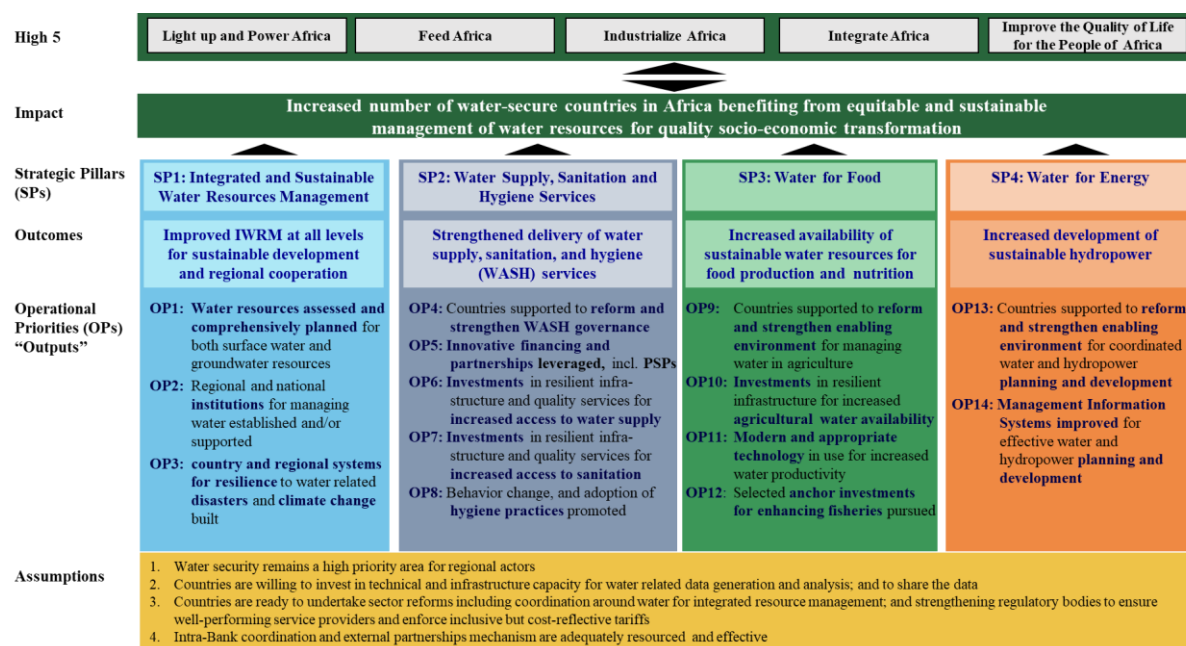 High 5
Light up and Power Africa
Feed Africa
Industrialize Africa
Integrate Africa
Improve the Quality of Life
for the People of Africa
Impact
Increased number of water-secure countries in Africa benefiting from equitable and sustainable
management of water resources for quality socio-economic transformation
Strategic Pillars
(SPs)
SP1: Integrated and Sustainable
Water Resources Management
SP2: Water Supply, Sanitation and
Hygiene Services
SP3: Water for Food
SP4: Water for Energy
Outcomes
Improved IWRM at all levels
for sustainable development
and regional cooperation
Strengthened delivery of water
supply, sanitation, and hygiene
(WASH) services
Increased availability of
sustainable water resources for
food production and nutrition
Increased development of
sustainable hydropower
Operational
Priorities (OPs)
“Outputs”
OP1: Water resources assessed and
comprehensively planned for
both surface water and
groundwater resources
OP2: Regional and national
institutions for managing
water established and/or
supported
OP3: country and regional systems
for resilience to water related
disasters and climate change
built
OP4: Countries supported to reform and
strengthen WASH governance
OP5: Innovative financing and
partnerships leveraged, incl. PSPs
OP6: Investments in resilient infra-
structure and quality services for
increased access to water supply
OP7: Investments in resilient infra-
structure and quality services for
increased access to sanitation
OP8: Behavior change, and adoption of
hygiene practices promoted
OP9: Countries supported to reform
and strengthen enabling
environment for managing
water in agriculture
OP10: Investments in resilient
infrastructure for increased
agricultural water availability
OP11: Modern and appropriate
technology in use for increased
water productivity
OP12: Selected anchor investments
for enhancing fisheries pursued
OP13: Countries supported to reform
and strengthen enabling
environment for coordinated
water and hydropower
planning and development
OP14: Management Information
Systems improved for
effective water and
hydropower planning and
development
Assumptions
1. Water security remains a high priority area for regional actors
2. Countries are willing to invest in technical and infrastructure capacity for water related data generation and analysis; and to share the data
3. Countries are ready to undertake sector reforms including coordination around water for integrated resource management; and strengthening regulatory bodies to ensure
well-performing service providers and enforce inclusive but cost-reflective tariffs
4. Intra-Bank coordination and external partnerships mechanism are adequately resourced and effective